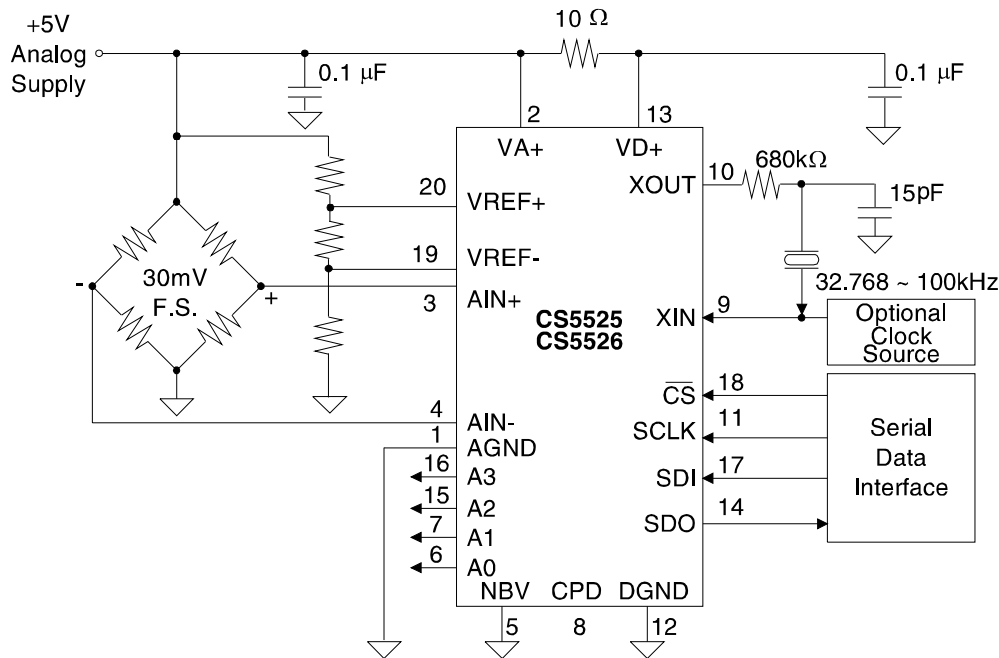 +5V
Analog
Supply
10 Ω
0.1 µF
0.1 µF
2
13
VA+
VD+
680kΩ
10
XOUT
15pF
20
VREF+
19
VREF-
30mV
F.S.
-
+
3
AIN+
32.768 ~ 100kHz
9
XIN
CS5525
CS5526
Optional
Clock
Source
18
CS
4
AIN-
11
SCLK
1
AGND
Serial
Data
Interface
16
A3
17
SDI
15
A2
14
SDO
7
A1
6
A0
NBV
CPD
DGND
5
8
12